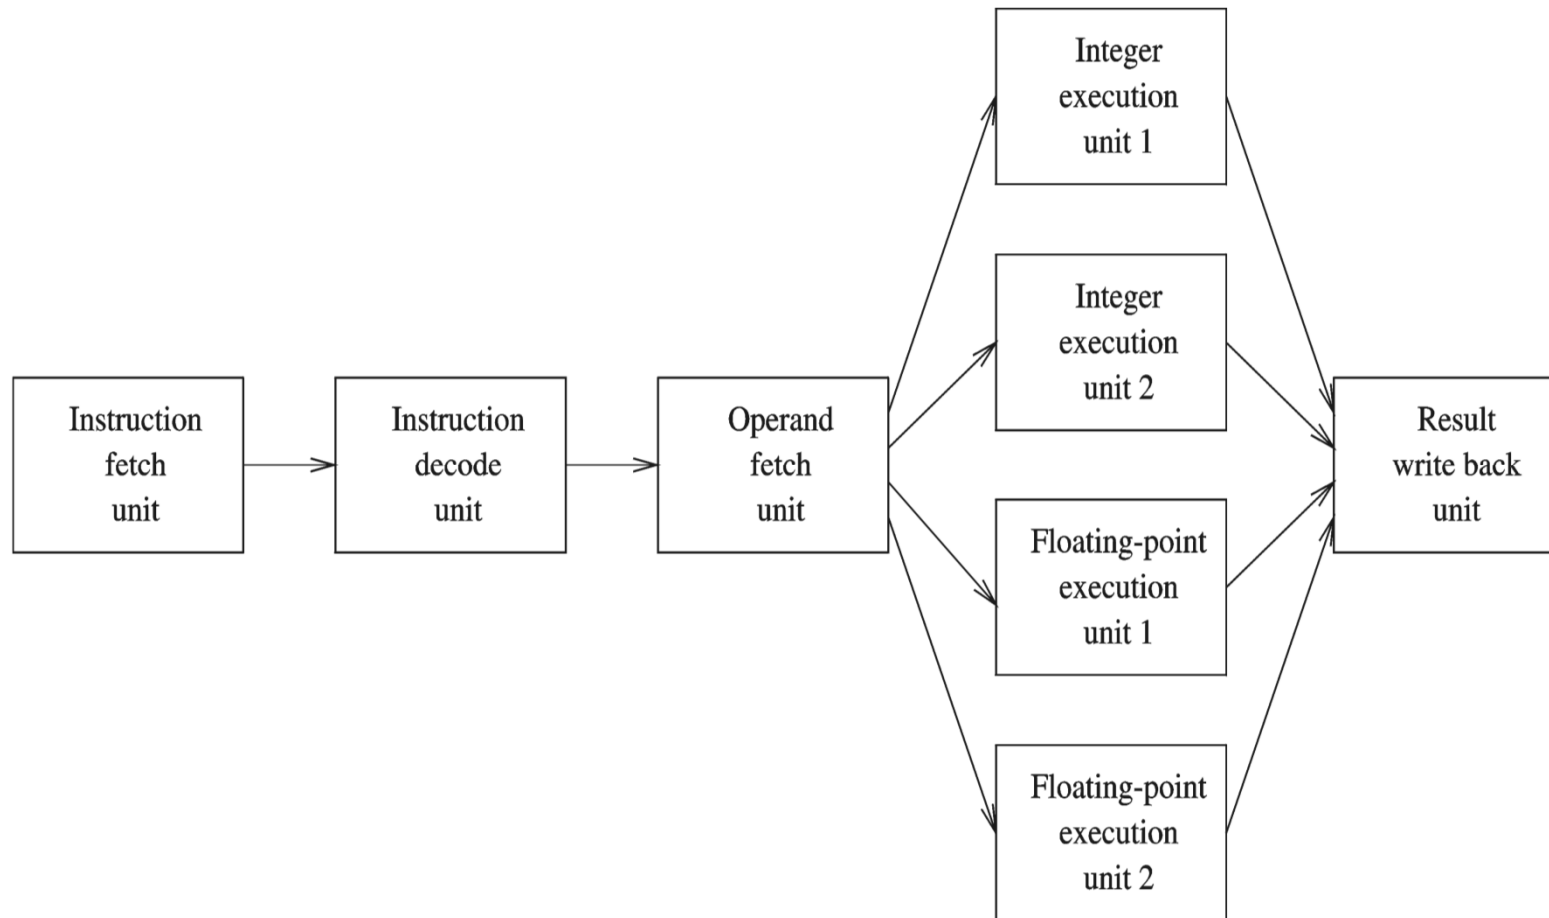 Instruction
fetch
unit
Instruction
decode
unit
Operand
fetch
unit
Integer
execution
unit 1
Integer
execution
unit 2
Floating-point
execution
unit 1
Floating-point
execution
unit 2
Result
write back
unit